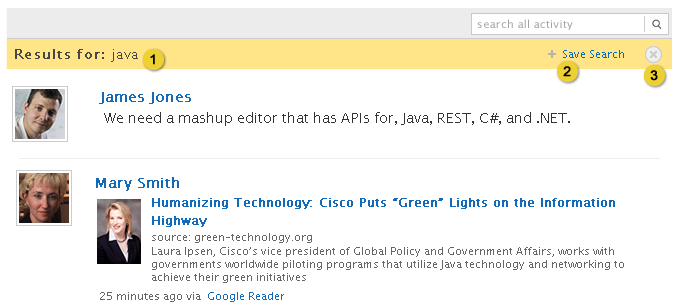 search all activity
Results for: java 1
+ Save Search
2
3
James Jones
We need a mashup editor that has APIs for, Java, REST, C#, and .NET.
Mary Smith
Humanizing Technology: Cisco Puts “Green” Lights on the Information
Highway
source: green-technology.org
Laura Ipsen, Cisco's vice president of Global Policy and Government Affairs, works with
governments worldwide piloting programs that utilize Java technology and networking to
achieve their green initiatives
25 minutes ago via Google Reader